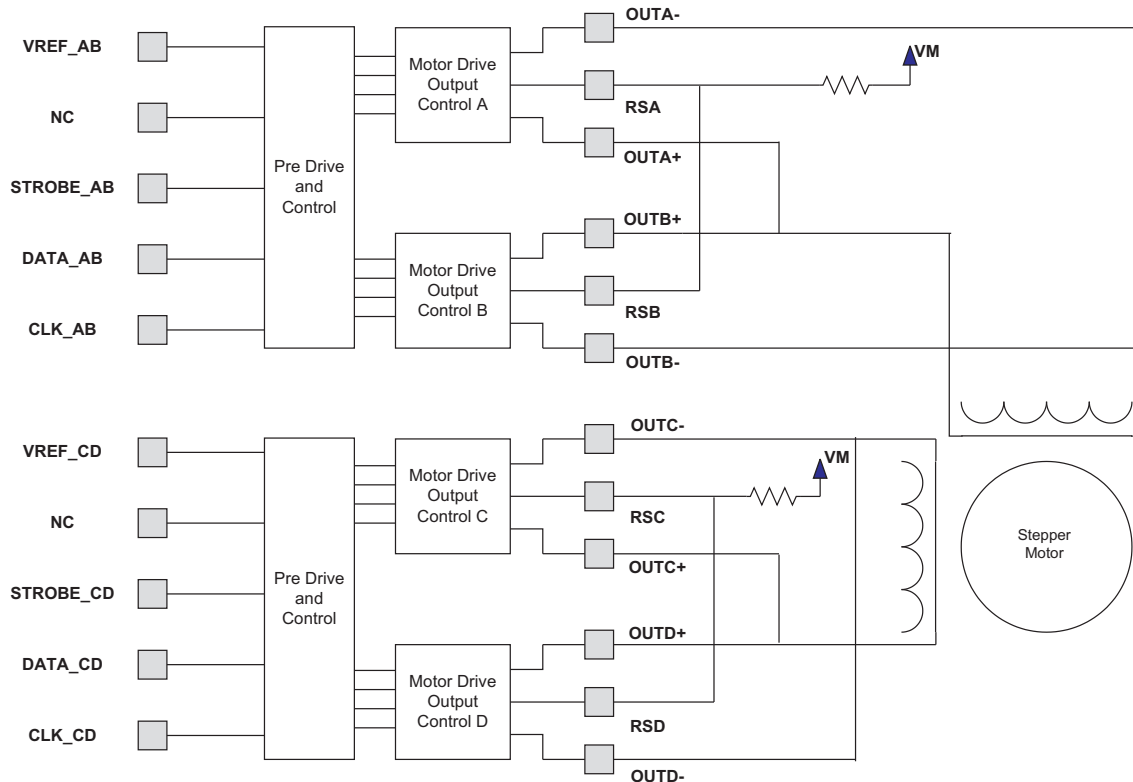 VREF_AB
NC
STROBE_AB
DATA_AB
CLK_AB
Pre Drive
and
Control
Motor Drive
Output
Control A
Motor Drive
Output
Control B
OUTA-
RSA
OUTA+
OUTB+
RSB
OUTB-
VM
VREF_CD
NC
STROBE_CD
DATA_CD
CLK_CD
Pre Drive
and
Control
Motor Drive
Output
Control C
Motor Drive
Output
Control D
OUTC-
RSC
OUTC+
OUTD+
RSD
OUTD-
VM
Stepper
Motor